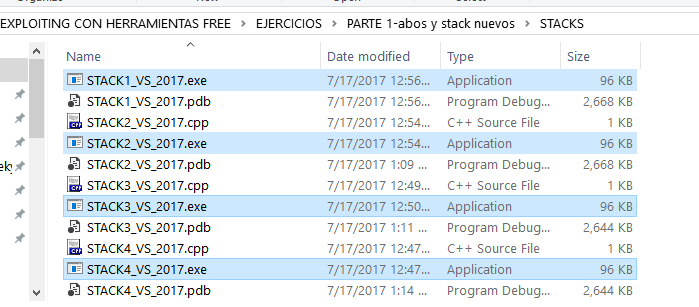 EXPLOITING CON HERRAMIENTAS FREE > EJERCICIOS > PARTE 1-abos y stack nuevos > STACKS
Name Date modified Type Size
STACK1_VS_2017.exe 7/17/2017 12:56... Application 96 KB
STACK1_VS_2017.pdb 7/17/2017 12:56... Program Debug... 2,668 KB
STACK2_VS_2017.cpp 7/17/2017 12:54... C++ Source File 1 KB
STACK2_VS_2017.exe 7/17/2017 12:54... Application 96 KB
STACK2_VS_2017.pdb 7/17/2017 1:09 ... Program Debug... 2,668 KB
STACK3_VS_2017.cpp 7/17/2017 12:49... C++ Source File 1 KB
STACK3_VS_2017.exe 7/17/2017 12:50... Application 96 KB
STACK3_VS_2017.pdb 7/17/2017 1:11 ... Program Debug... 2,644 KB
STACK4_VS_2017.cpp 7/17/2017 12:47... C++ Source File 1 KB
STACK4_VS_2017.exe 7/17/2017 12:47... Application 96 KB
STACK4_VS_2017.pdb 7/17/2017 1:14 ... Program Debug... 2,644 KB